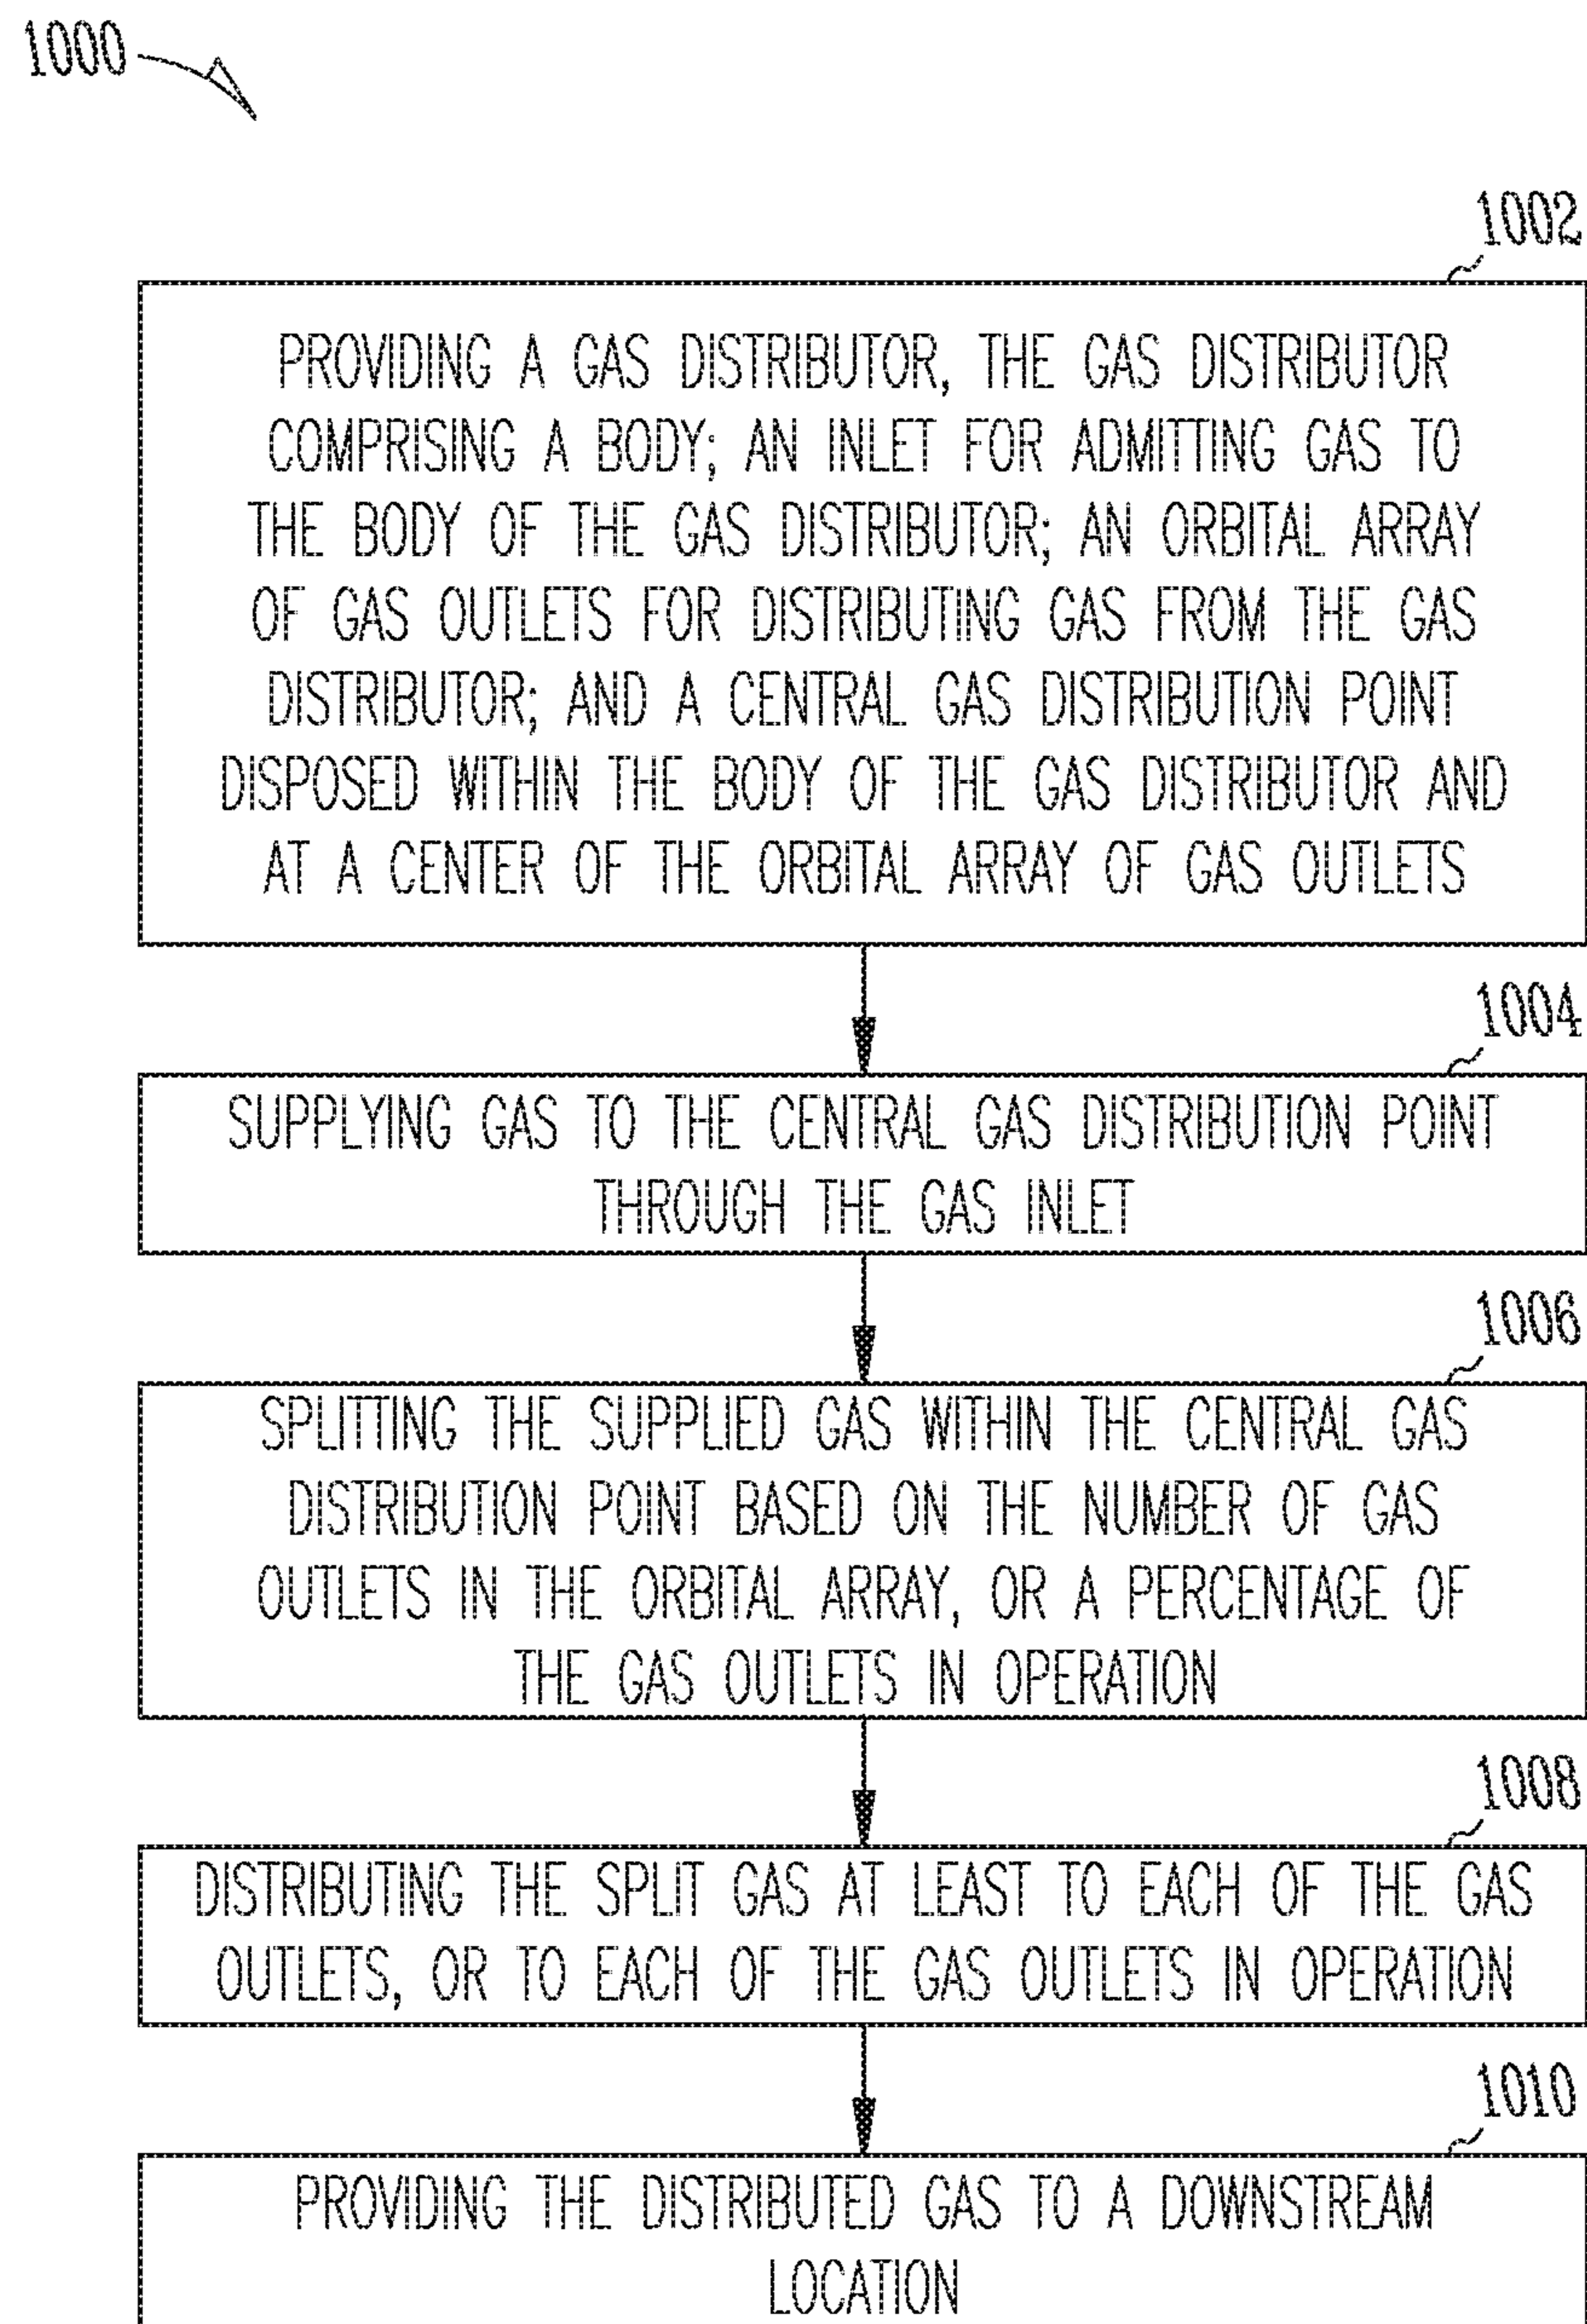 1000
1002
PROVIDING A GAS DISTRIBUTOR, THE GAS DISTRIBUTOR
COMPRISING A BODY; AN INLET FOR ADMITTING GAS TO
THE BODY OF THE GAS DISTRIBUTOR; AN ORBITAL ARRAY
OF GAS OUTLETS FOR DISTRIBUTING GAS FROM THE GAS
DISTRIBUTOR; AND A CENTRAL GAS DISTRIBUTION POINT
DISPOSED WITHIN THE BODY OF THE GAS DISTRIBUTOR AND
AT A CENTER OF THE ORBITAL ARRAY OF GAS OUTLETS
1004
SUPPLYING GAS TO THE CENTRAL GAS DISTRIBUTION POINT
THROUGH THE GAS INLET
1006
SPLITTING THE SUPPLIED GAS WITHIN THE CENTRAL GAS
DISTRIBUTION POINT BASED ON THE NUMBER OF GAS
OUTLETS IN THE ORBITAL ARRAY, OR A PERCENTAGE OF
THE GAS OUTLETS IN OPERATION
1008
DISTRIBUTING THE SPLIT GAS AT LEAST TO EACH OF THE GAS
OUTLETS, OR TO EACH OF THE GAS OUTLETS IN OPERATION
1010
PROVIDING THE DISTRIBUTED GAS TO A DOWNSTREAM
LOCATION